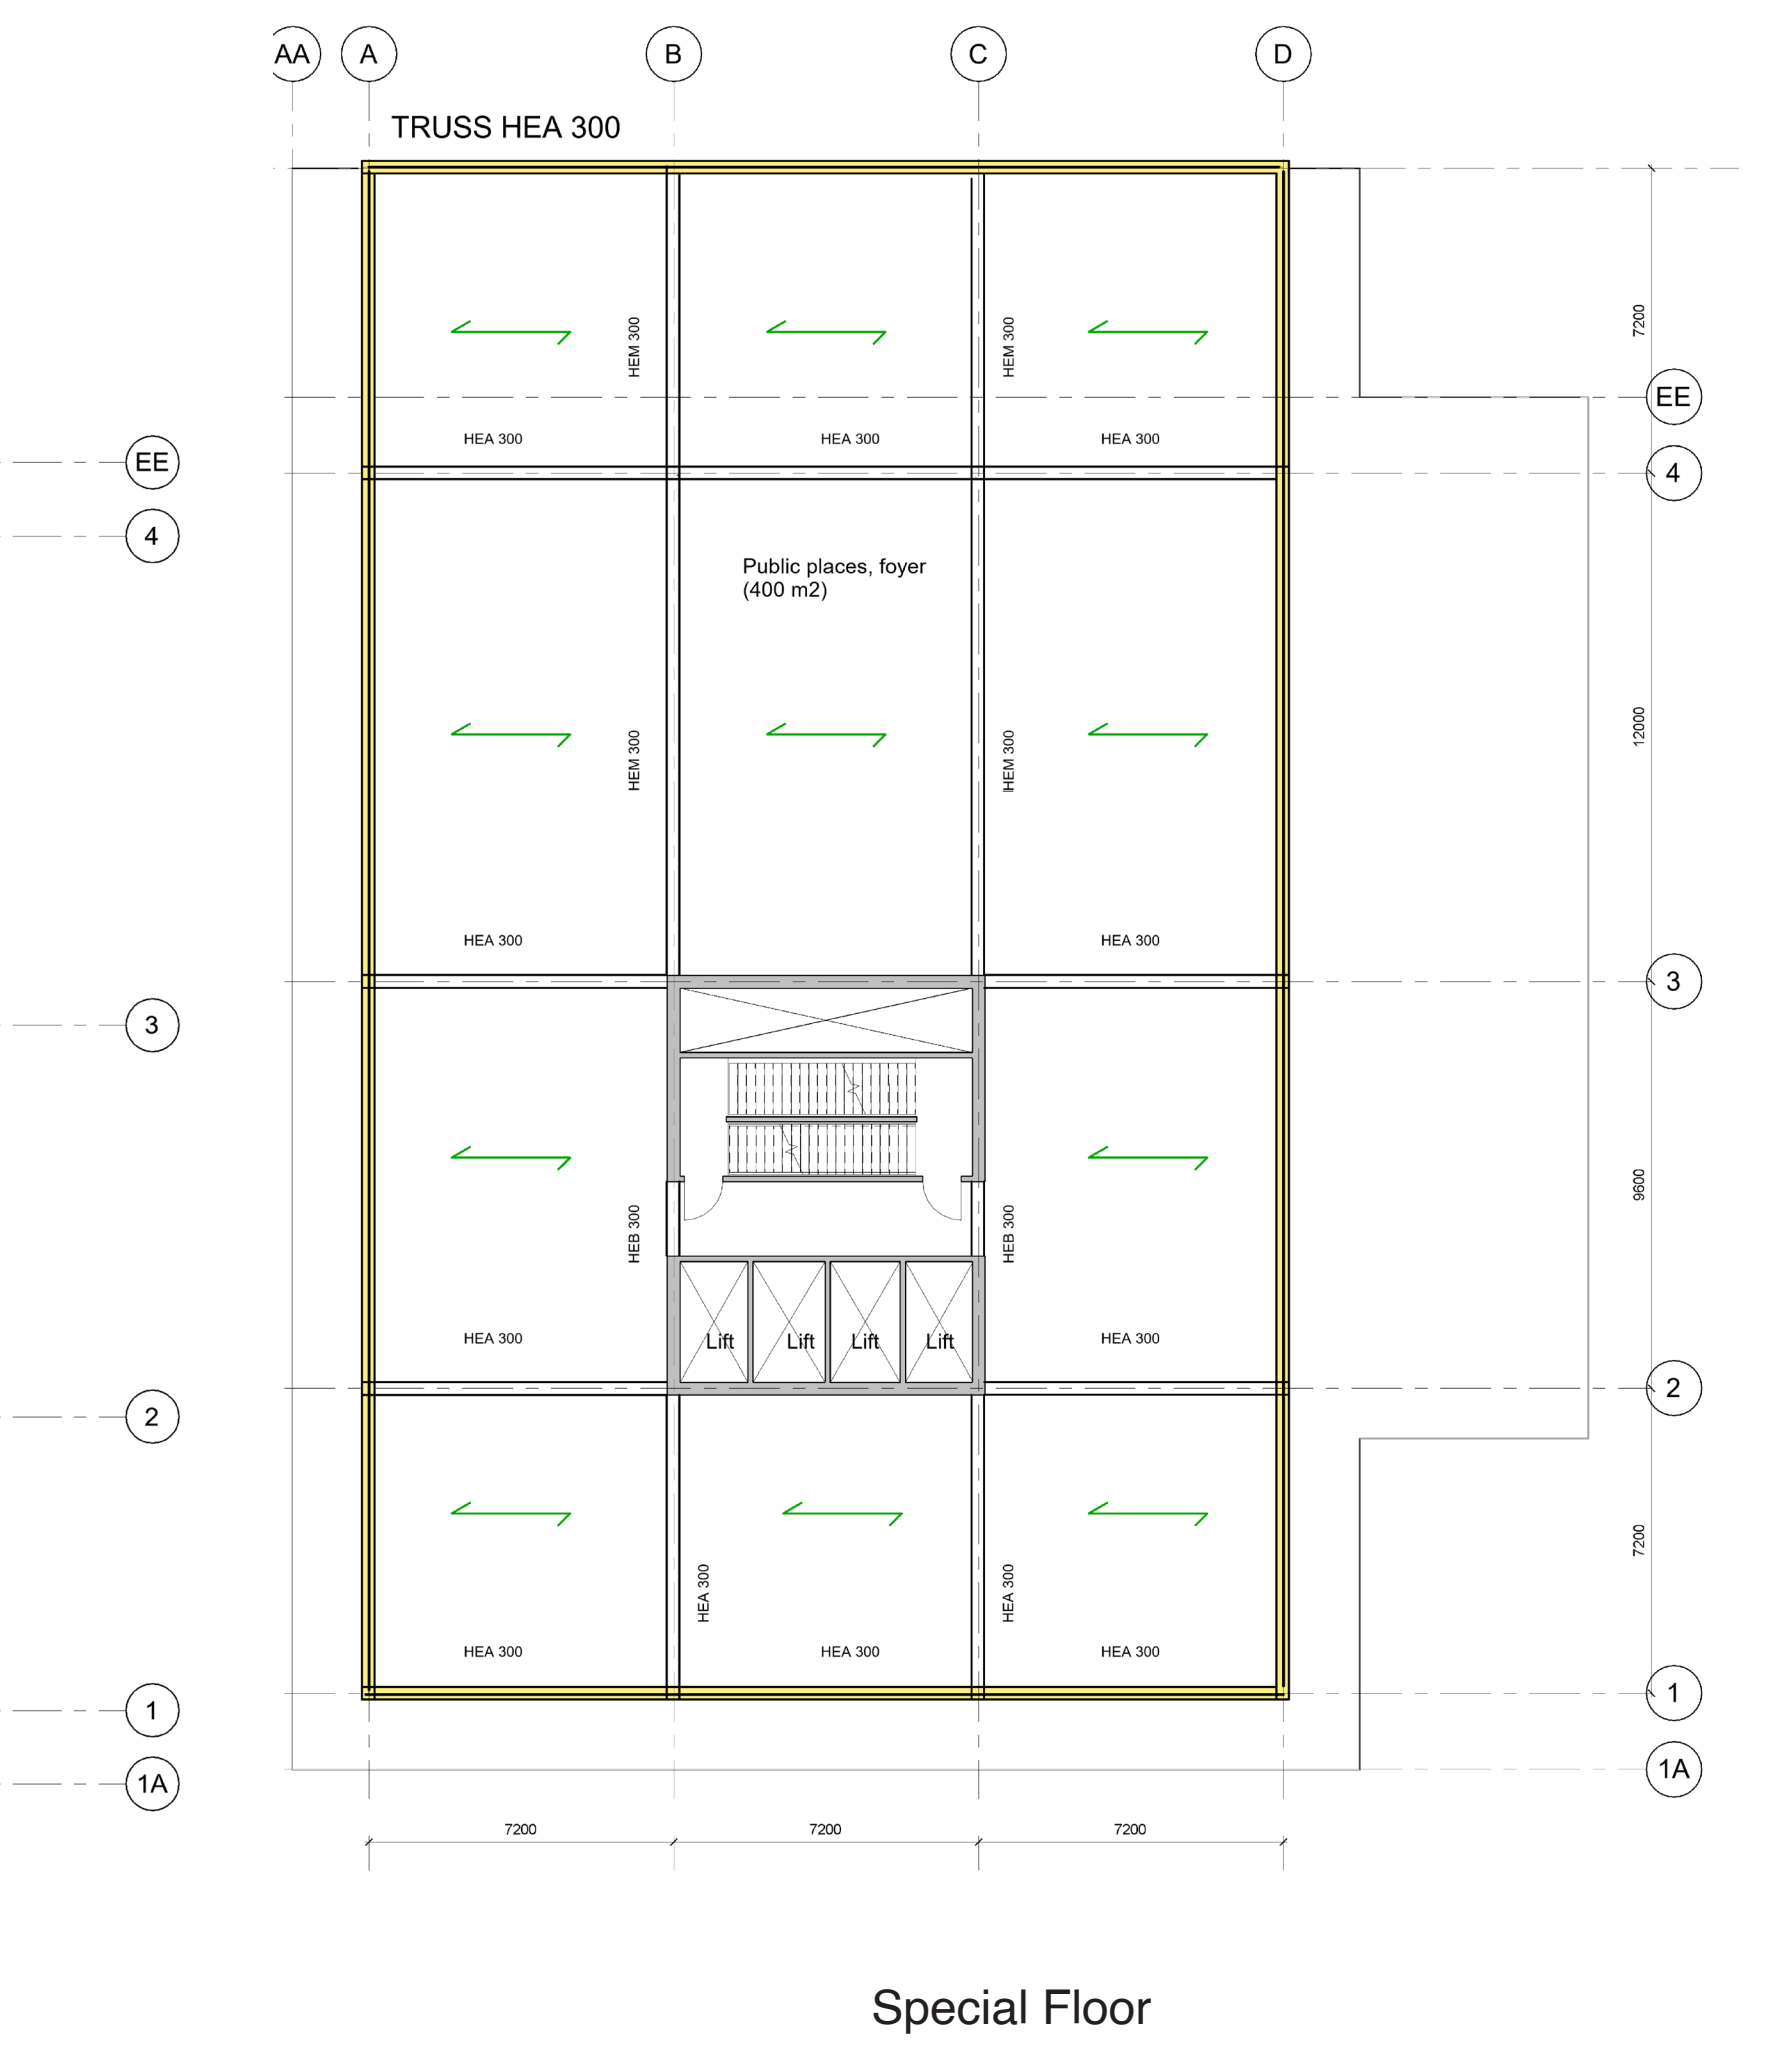 AA
A
B
C
D
TRUSS HEA 300
HEM 300
HEM 300
7200
EE
HEA 300
HEA 300
HEA 300
EE
4
4
Public places, foyer
(400 m2)
HEM 300
HEM 300
12000
HEA 300
HEA 300
3
3
HEB 300
HEB 300
9600
Lift
Lift
Lift
Lift
HEA 300
HEA 300
2
2
HEA 300
HEA 300
7200
HEA 300
HEA 300
HEA 300
1
1
1A
1A
7200
7200
7200
Special Floor